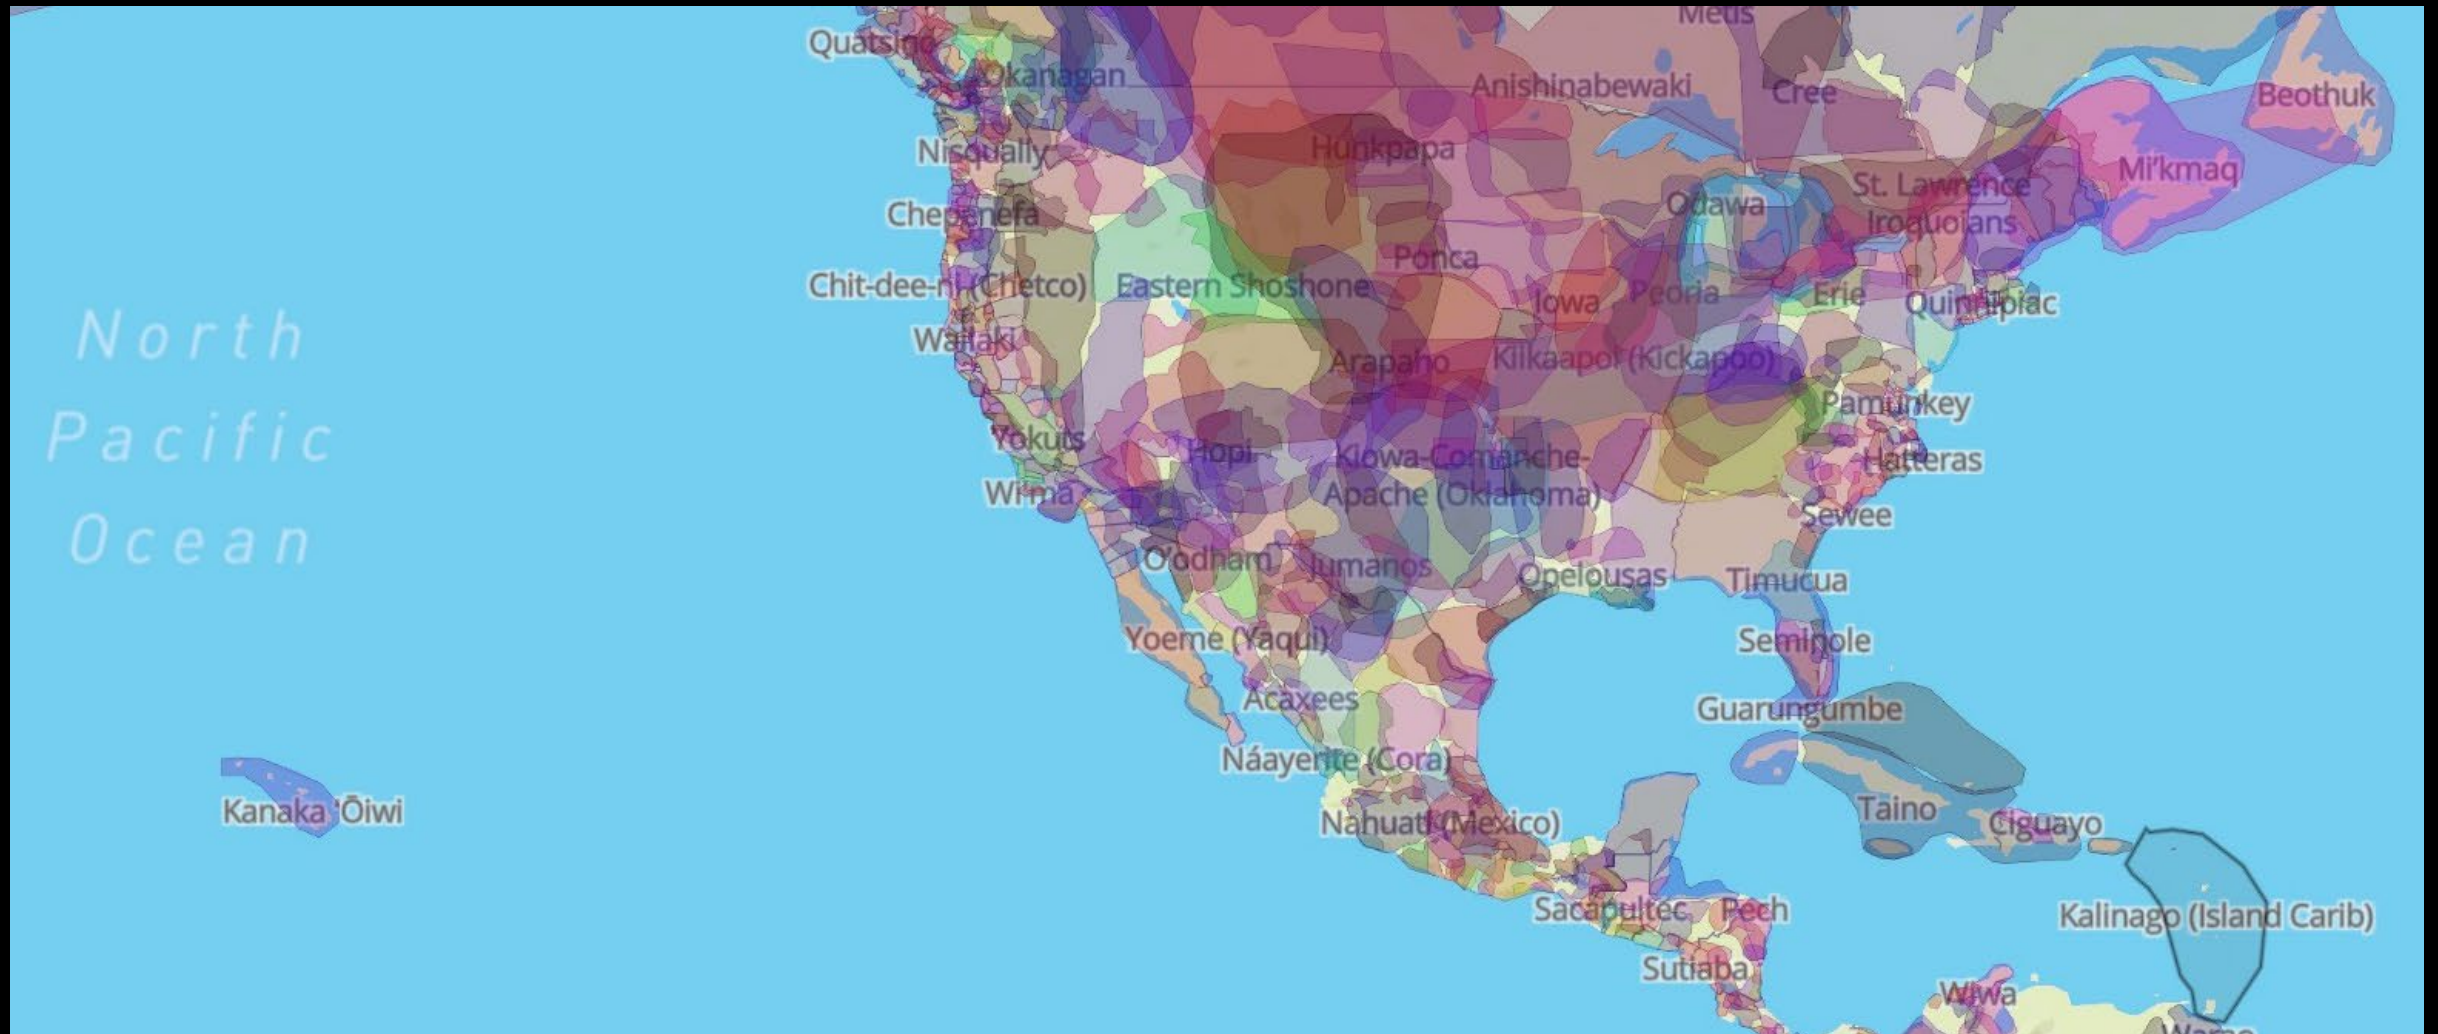 Métis
Quatsino
Okanagan
Anishinabewaki
Cree
Beothuk
Nisqually
Hunkpapa
Mi'kmaq
St. Lawrence
Iroquoians
Odawa
Chepenefa
Ponca
Chit-dee-ni (Chetco)
Eastern Shoshone
Iowa
Peoria
Erie
Quinnipiac
North
Pacific
Ocean
Wailaki
Arapaho
Kiikaapoi (Kickapoo)
Pamunkey
Yokuts
Hopi
Kiowa-Comanche-
Apache (Oklahoma)
Hatteras
Wi'ma
Sewee
O'odham
Jumanos
Opelousas
Timucua
Yoeme (Yaqui)
Seminole
Acaxees
Guarungumbe
Náayerite (Cora)
Kanaka ʻŌiwi
Taino
Ciguayo
Nahuatl (Mexico)
Sacapultec
Pech
Kalinago (Island Carib)
Sutiaba
Wiwa
Warao